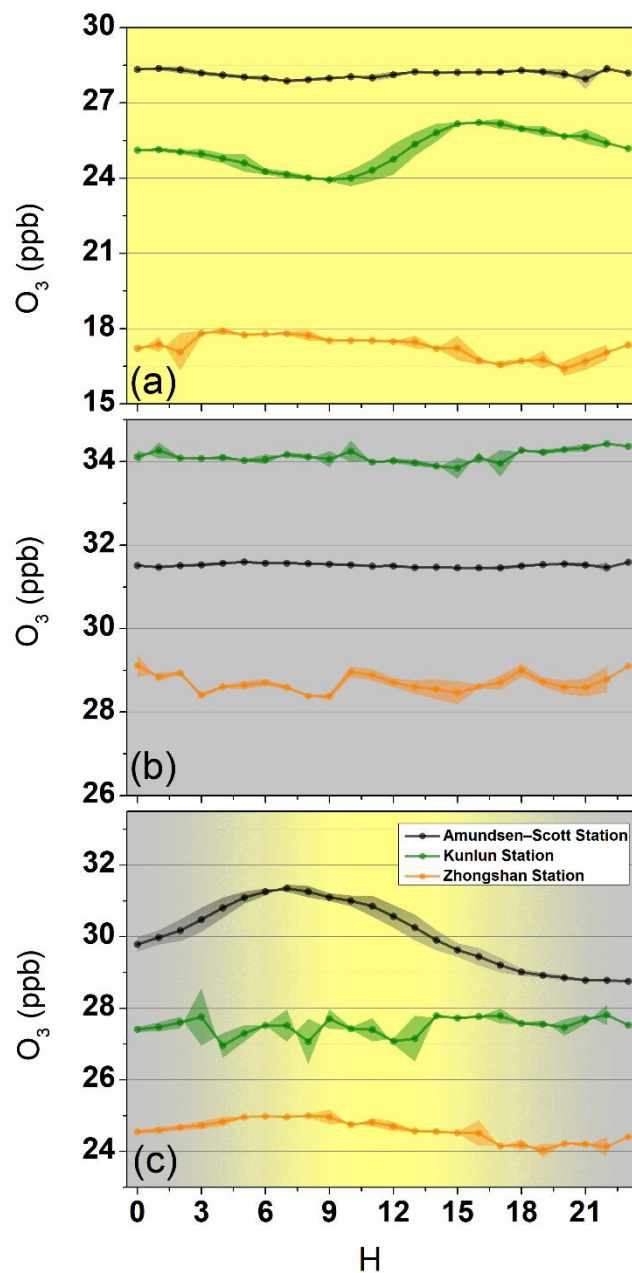 30
27
24
21
18
15
O3 (ppb)
(a)
34
32
30
28
26
O3 (ppb)
(b)
Amundsen–Scott Station
Kunlun Station
Zhongshan Station
32
30
28
26
24
O3 (ppb)
(c)
0 3 6 9 12 15 18 21
H